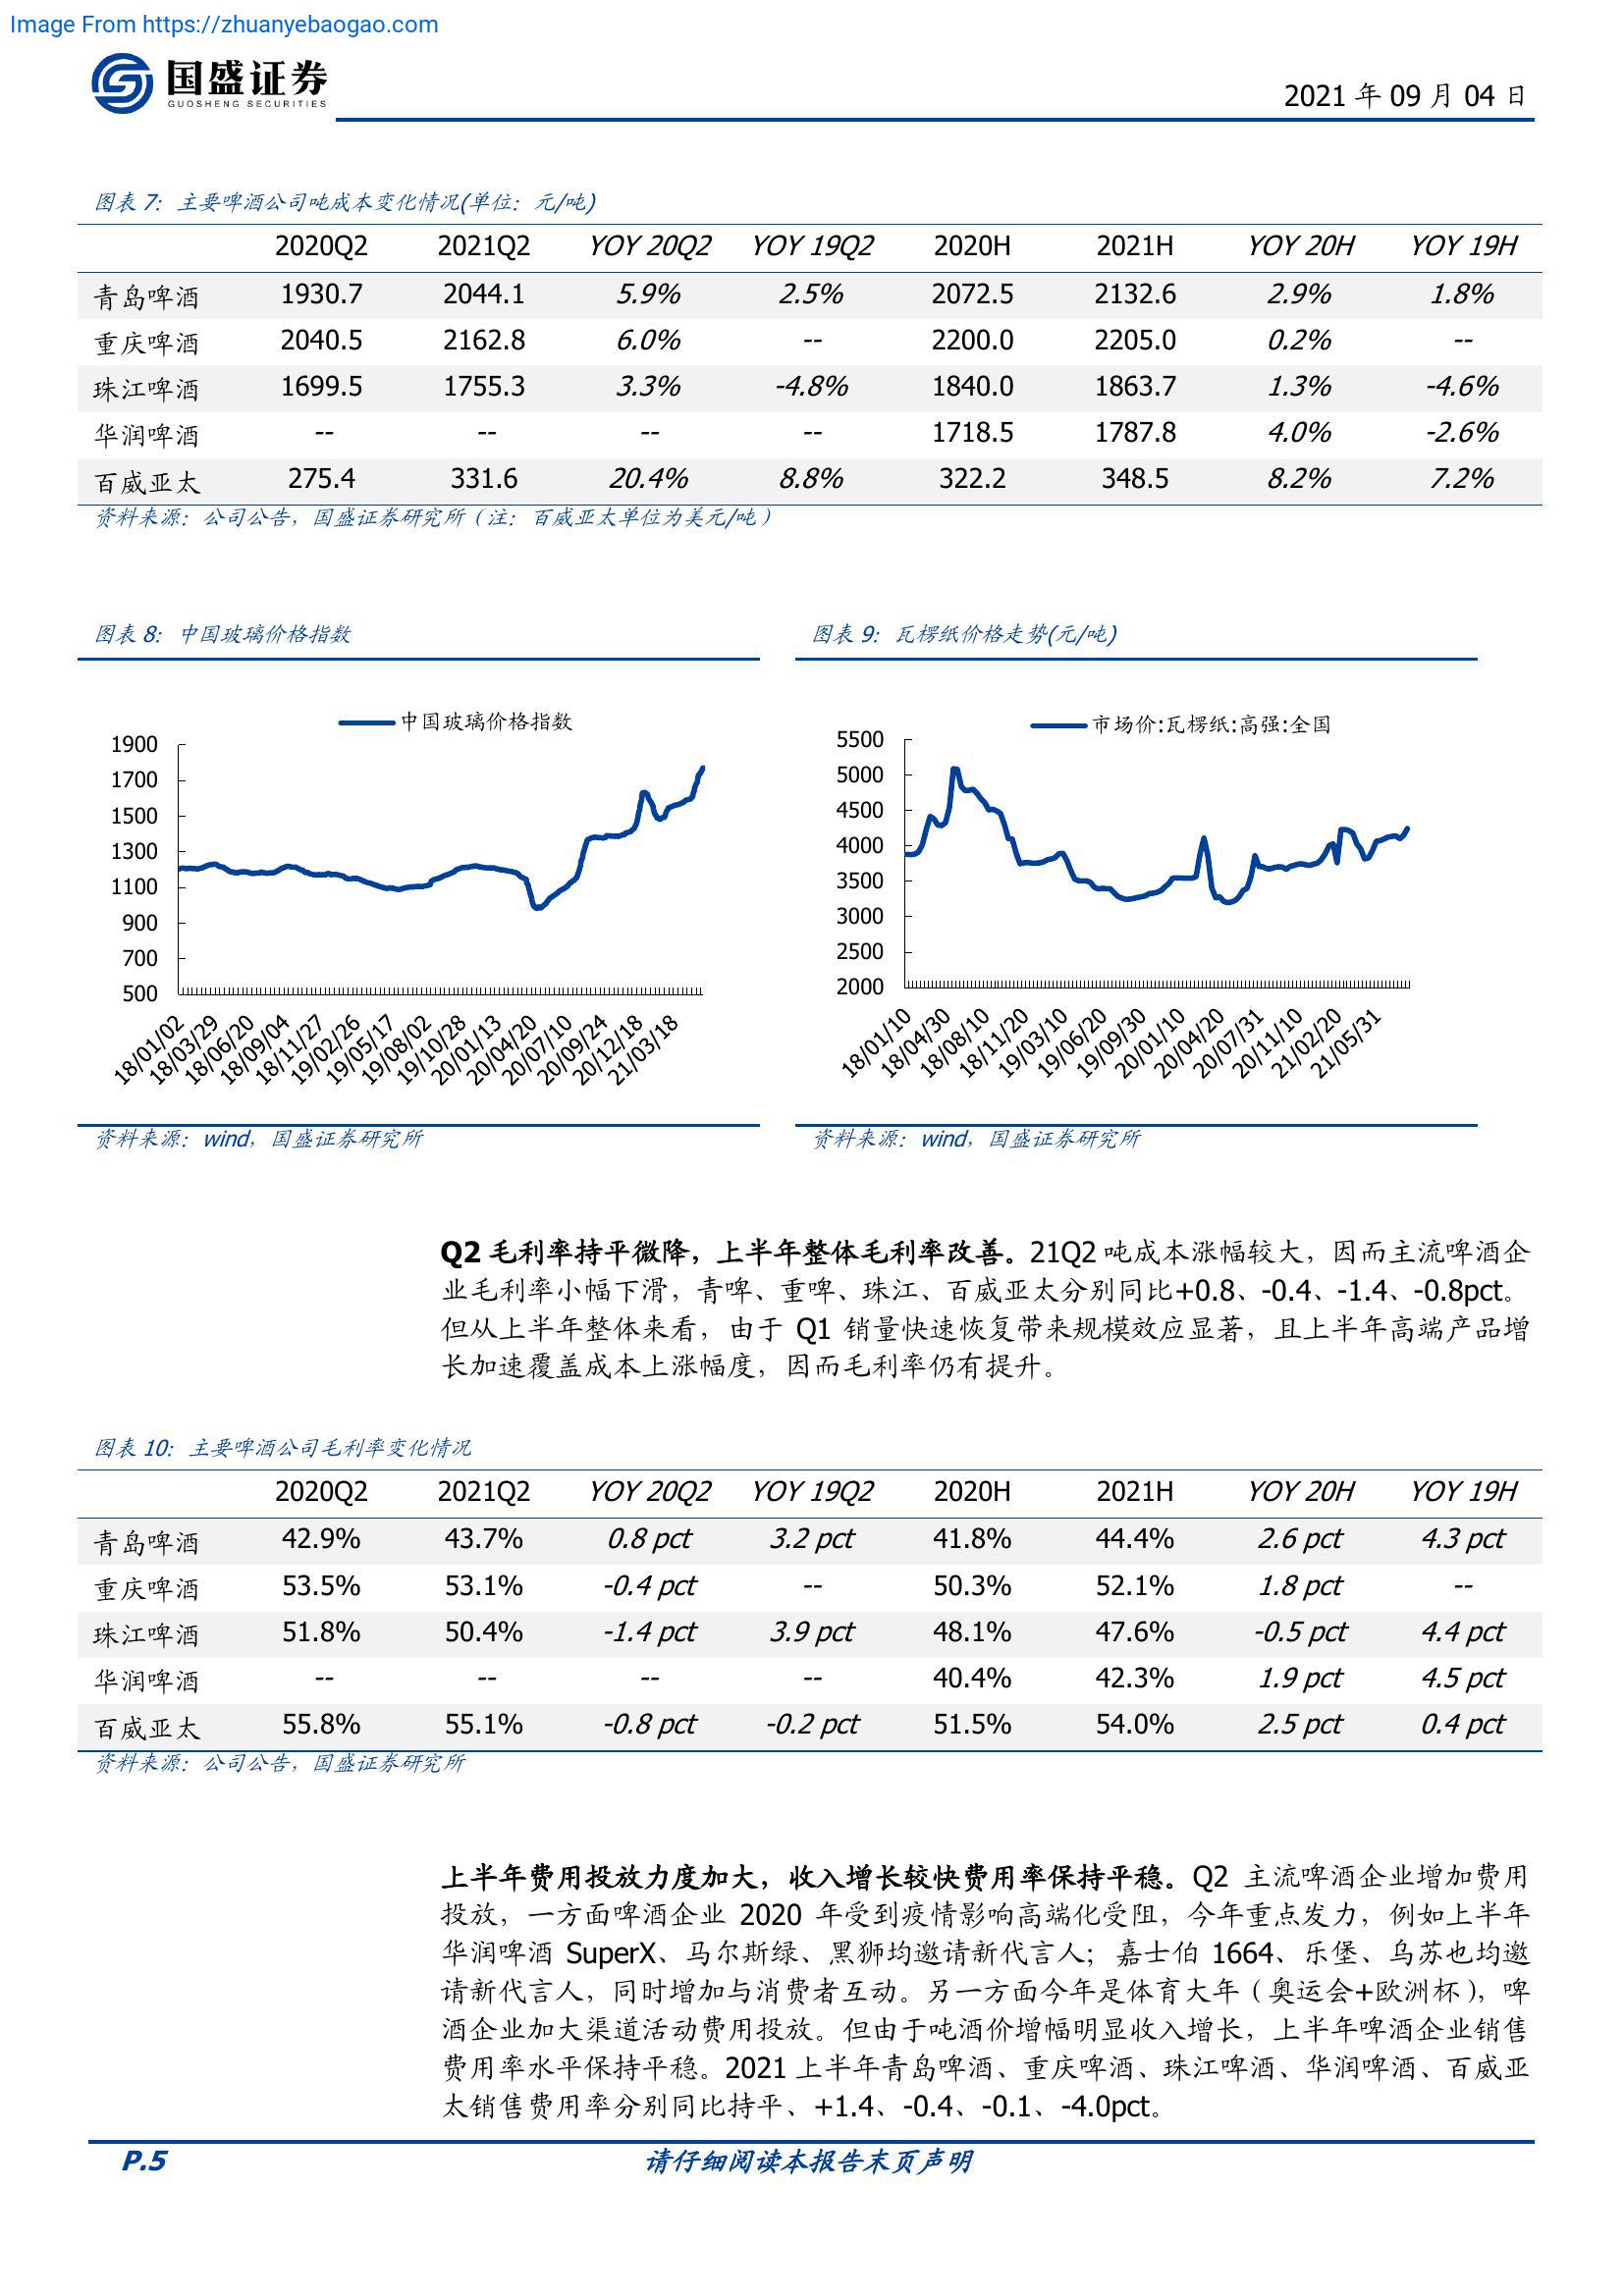 Image From https://zhuanyebaogao.com
国盛证券
GUOSHENG SECURITIES
2021 年 09 月 04 日
图表 7：主要啤酒公司吨成本变化情况(单位：元/吨)
2020Q2 2021Q2 YOY 20Q2 YOY 19Q2 2020H 2021H YOY 20H YOY 19H
青岛啤酒 1930.7 2044.1 5.9% 2.5% 2072.5 2132.6 2.9% 1.8%
重庆啤酒 2040.5 2162.8 6.0% -- 2200.0 2205.0 0.2% --
珠江啤酒 1699.5 1755.3 3.3% -4.8% 1840.0 1863.7 1.3% -4.6%
华润啤酒 -- -- -- -- 1718.5 1787.8 4.0% -2.6%
百威亚太 275.4 331.6 20.4% 8.8% 322.2 348.5 8.2% 7.2%
资料来源：公司公告，国盛证券研究所（注：百威亚太单位为美元/吨）
图表 8：中国玻璃价格指数
中国玻璃价格指数
1900
1700
1500
1300
1100
900
700
500
18/01/02 18/03/29 18/06/20 18/09/04 18/11/27 19/02/26 19/05/17 19/08/02 19/10/28 20/01/13 20/04/20 20/07/10 20/09/24 20/12/18 21/03/18
资料来源：wind，国盛证券研究所
图表 9：瓦楞纸价格走势(元/吨)
市场价:瓦楞纸:高强:全国
5500
5000
4500
4000
3500
3000
2500
2000
18/01/10 18/04/30 18/08/10 18/11/20 19/03/10 19/06/20 19/09/30 20/01/10 20/04/20 20/07/31 20/11/10 21/02/20 21/05/31
资料来源：wind，国盛证券研究所
Q2 毛利率持平微降，上半年整体毛利率改善。21Q2 吨成本涨幅较大，因而主流啤酒企
业毛利率小幅下滑，青啤、重啤、珠江、百威亚太分别同比+0.8、-0.4、-1.4、-0.8pct。
但从上半年整体来看，由于 Q1 销量快速恢复带来规模效应显著，且上半年高端产品增
长加速覆盖成本上涨幅度，因而毛利率仍有提升。
图表 10：主要啤酒公司毛利率变化情况
2020Q2 2021Q2 YOY 20Q2 YOY 19Q2 2020H 2021H YOY 20H YOY 19H
青岛啤酒 42.9% 43.7% 0.8 pct 3.2 pct 41.8% 44.4% 2.6 pct 4.3 pct
重庆啤酒 53.5% 53.1% -0.4 pct -- 50.3% 52.1% 1.8 pct --
珠江啤酒 51.8% 50.4% -1.4 pct 3.9 pct 48.1% 47.6% -0.5 pct 4.4 pct
华润啤酒 -- -- -- -- 40.4% 42.3% 1.9 pct 4.5 pct
百威亚太 55.8% 55.1% -0.8 pct -0.2 pct 51.5% 54.0% 2.5 pct 0.4 pct
资料来源：公司公告，国盛证券研究所
上半年费用投放力度加大，收入增长较快费用率保持平稳。Q2 主流啤酒企业增加费用
投放，一方面啤酒企业 2020 年受到疫情影响高端化受阻，今年重点发力，例如上半年
华润啤酒 SuperX、马尔斯绿、黑狮均邀请新代言人；嘉士伯 1664、乐堡、乌苏也均邀
请新代言人，同时增加与消费者互动。另一方面今年是体育大年（奥运会+欧洲杯），啤
酒企业加大渠道活动费用投放。但由于吨酒价增幅明显收入增长，上半年啤酒企业销售
费用率水平保持平稳。2021 上半年青岛啤酒、重庆啤酒、珠江啤酒、华润啤酒、百威亚
太销售费用率分别同比持平、+1.4、-0.4、-0.1、-4.0pct。
P.5
请仔细阅读本报告末页声明